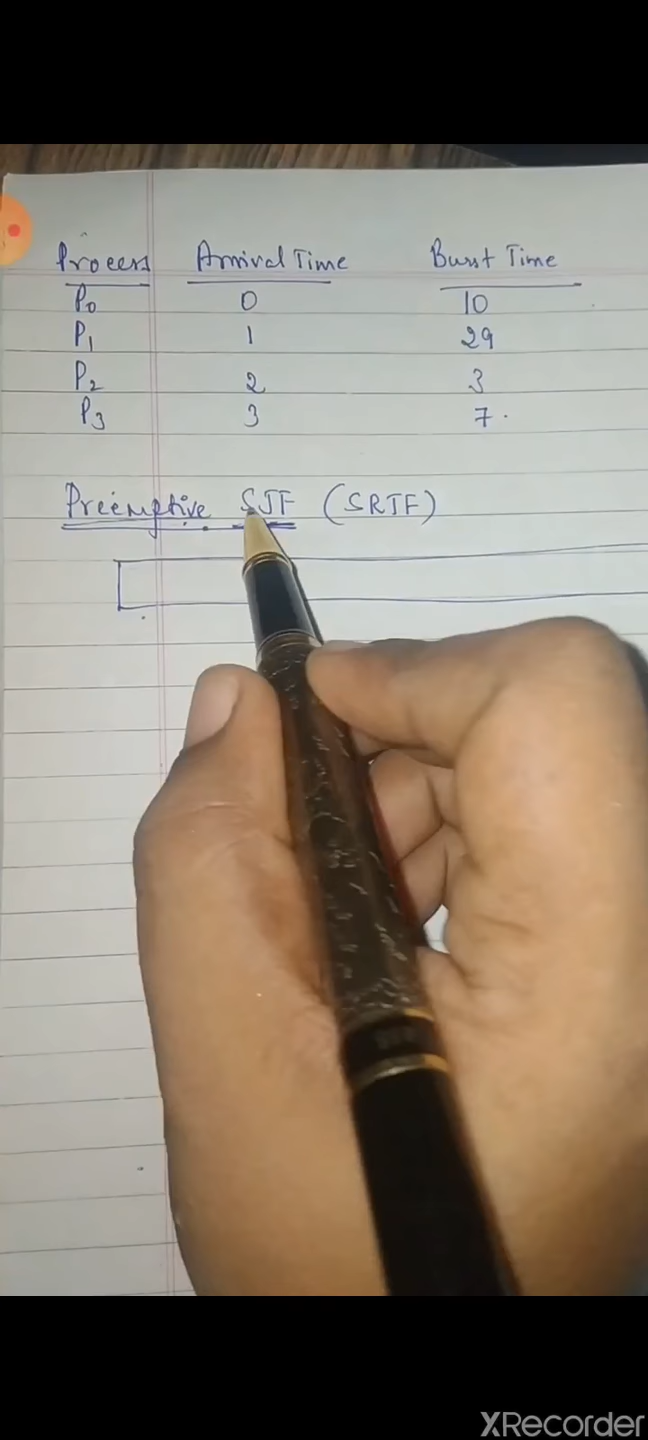 Process Arrival Time Burst Time
P0 0 10
P1 1 29
P2 2 3
P3 3 7.
Preemptive SJF (SRTF)
XRecorder